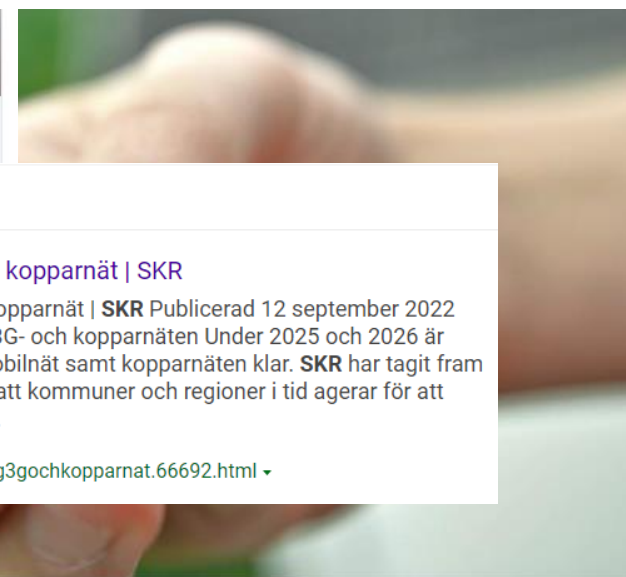 kopparnät | SKR
opparnät | SKR Publicerad 12 september 2022
3G- och kopparnäten Under 2025 och 2026 är
obilnät samt kopparnäten klar. SKR har tagit fram
att kommuner och regioner i tid agerar för att
g3gochkopparnat.66692.html